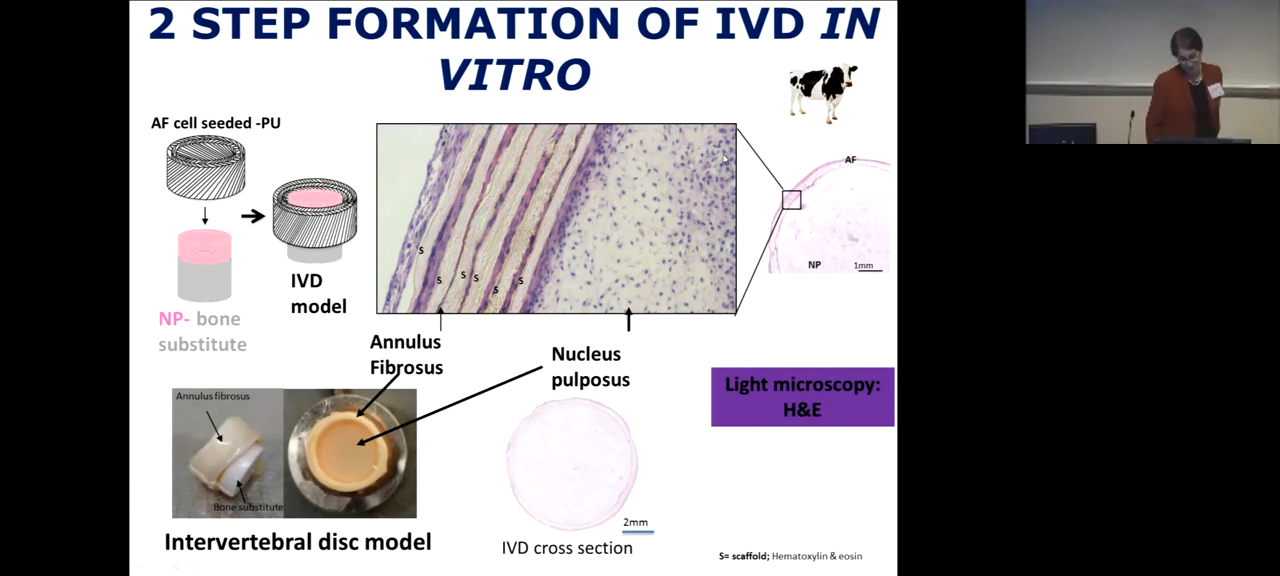 2 STEP FORMATION OF IVD IN
VITRO
AF cell seeded -PU
IVD
model
NP- bone
substitute
S
S
S
S
S
S
AF
NP
1mm
Annulus
Fibrosus
Nucleus
pulposus
Light microscopy:
H&E
Annulus fibrosus
Bone substitute
2mm
Intervertebral disc model
IVD cross section
S= scaffold; Hematoxylin & eosin